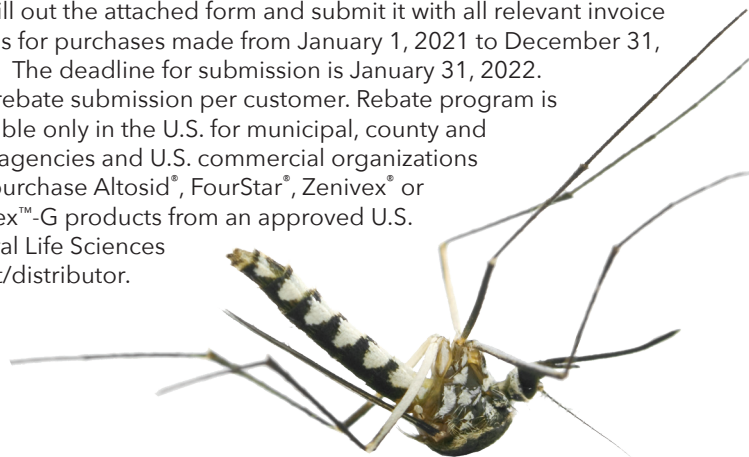 ill out the attached form and submit it with all relevant invoice
s for purchases made from January 1, 2021 to December 31,
The deadline for submission is January 31, 2022.
rebate submission per customer. Rebate program is
ble only in the U.S. for municipal, county and
agencies and U.S. commercial organizations
purchase Altosid®, FourStar®, Zenivex® or
ex™-G products from an approved U.S.
al Life Sciences
t/distributor.